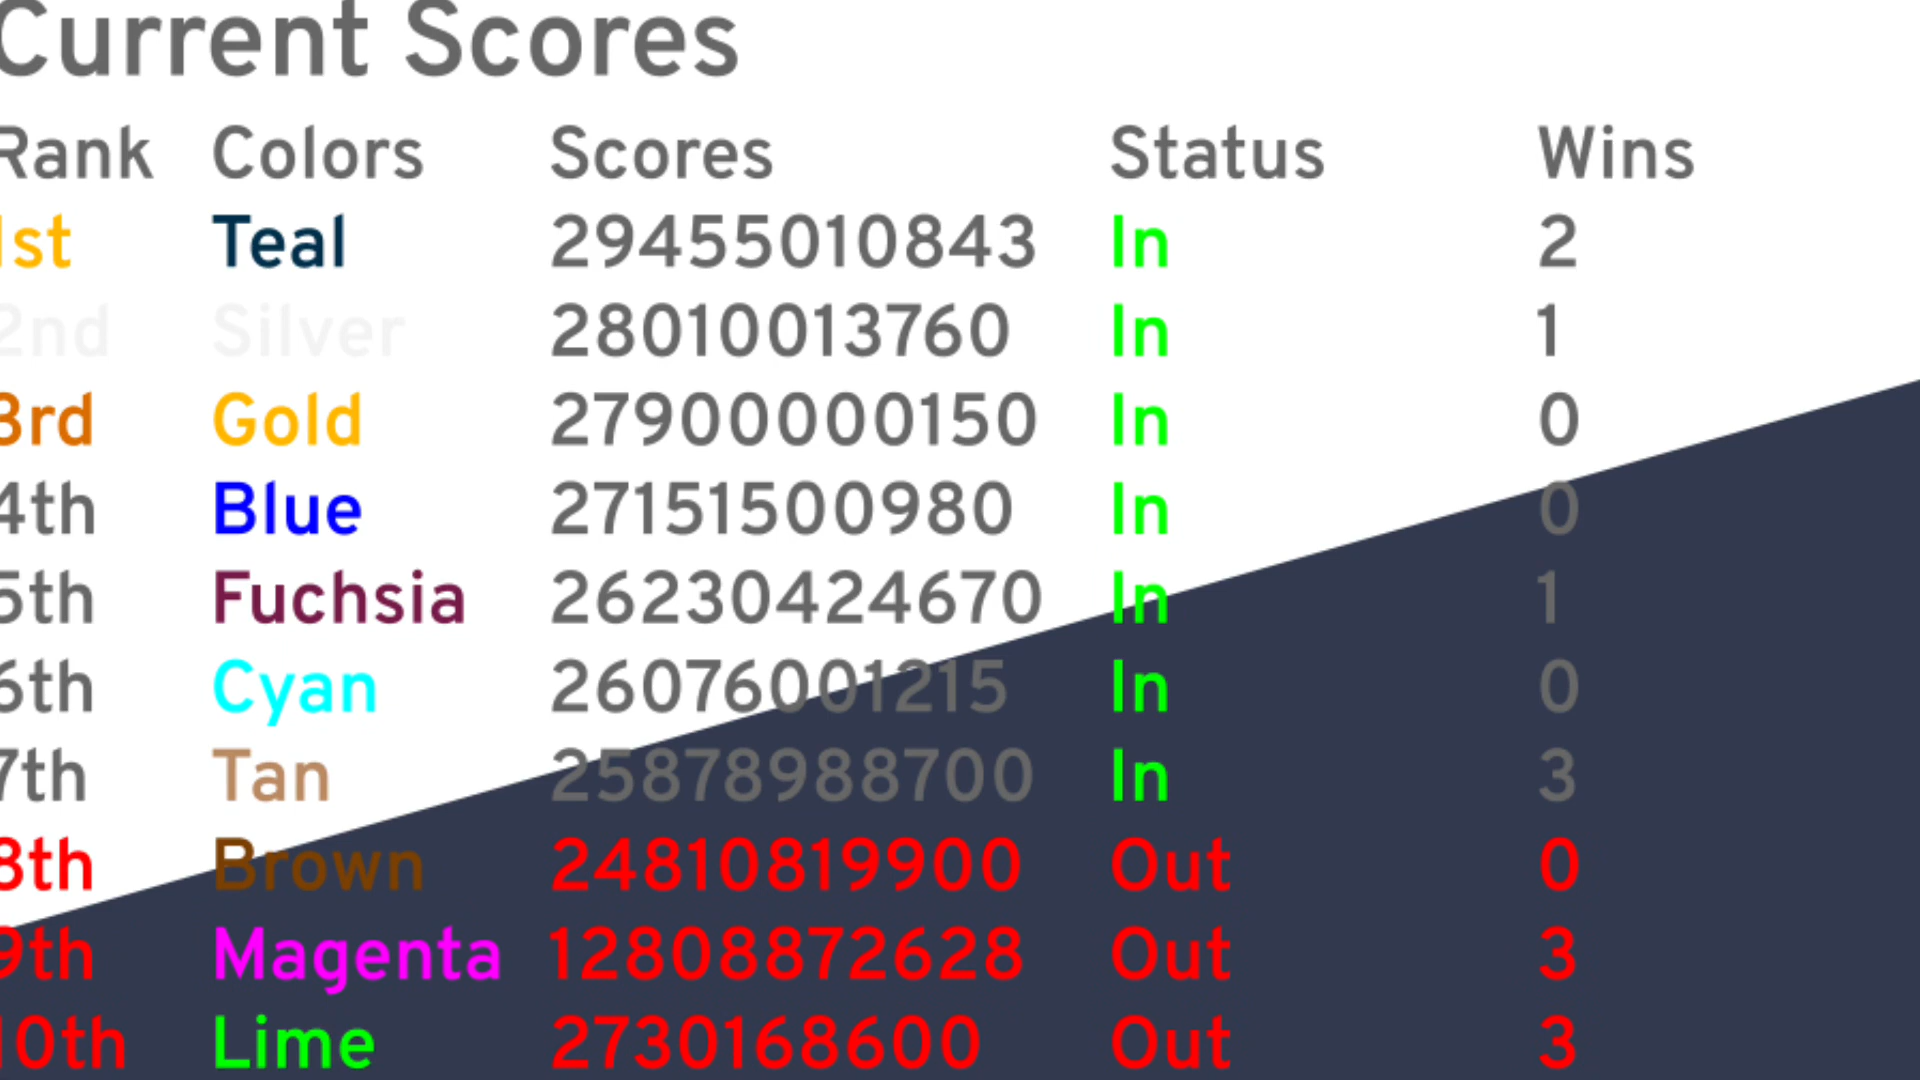 Current Scores
Rank Colors Scores Status Wins
1st Teal 29455010843 In 2
2nd Silver 28010013760 In 1
3rd Gold 27900000150 In 0
4th Blue 27151500980 In 0
5th Fuchsia 26230424670 In 1
6th Cyan 26076001215 In 0
7th Tan 25878988700 In 3
8th Brown 24810819900 Out 0
9th Magenta 12808872628 Out 3
10th Lime 2730168600 Out 3